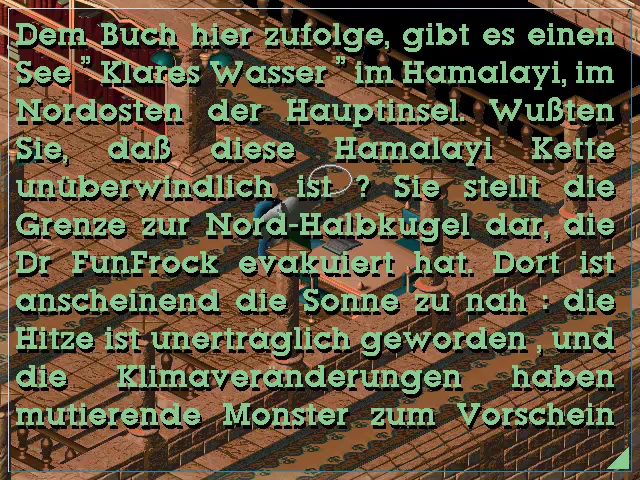 Dem Buch hier zufolge, gibt es einen
See " Klares Wasser " im Hamalayi, im
Nordosten der Hauptinsel. Wußten
Sie, daß diese Hamalayi Kette
unüberwindlich ist ? Sie stellt die
Grenze zur Nord-Halbkugel dar, die
Dr FunFrock evakuiert hat. Dort ist
anscheinend die Sonne zu nah : die
Hitze ist unerträglich geworden , und
die Klimaveränderungen haben
mutierende Monster zum Vorschein